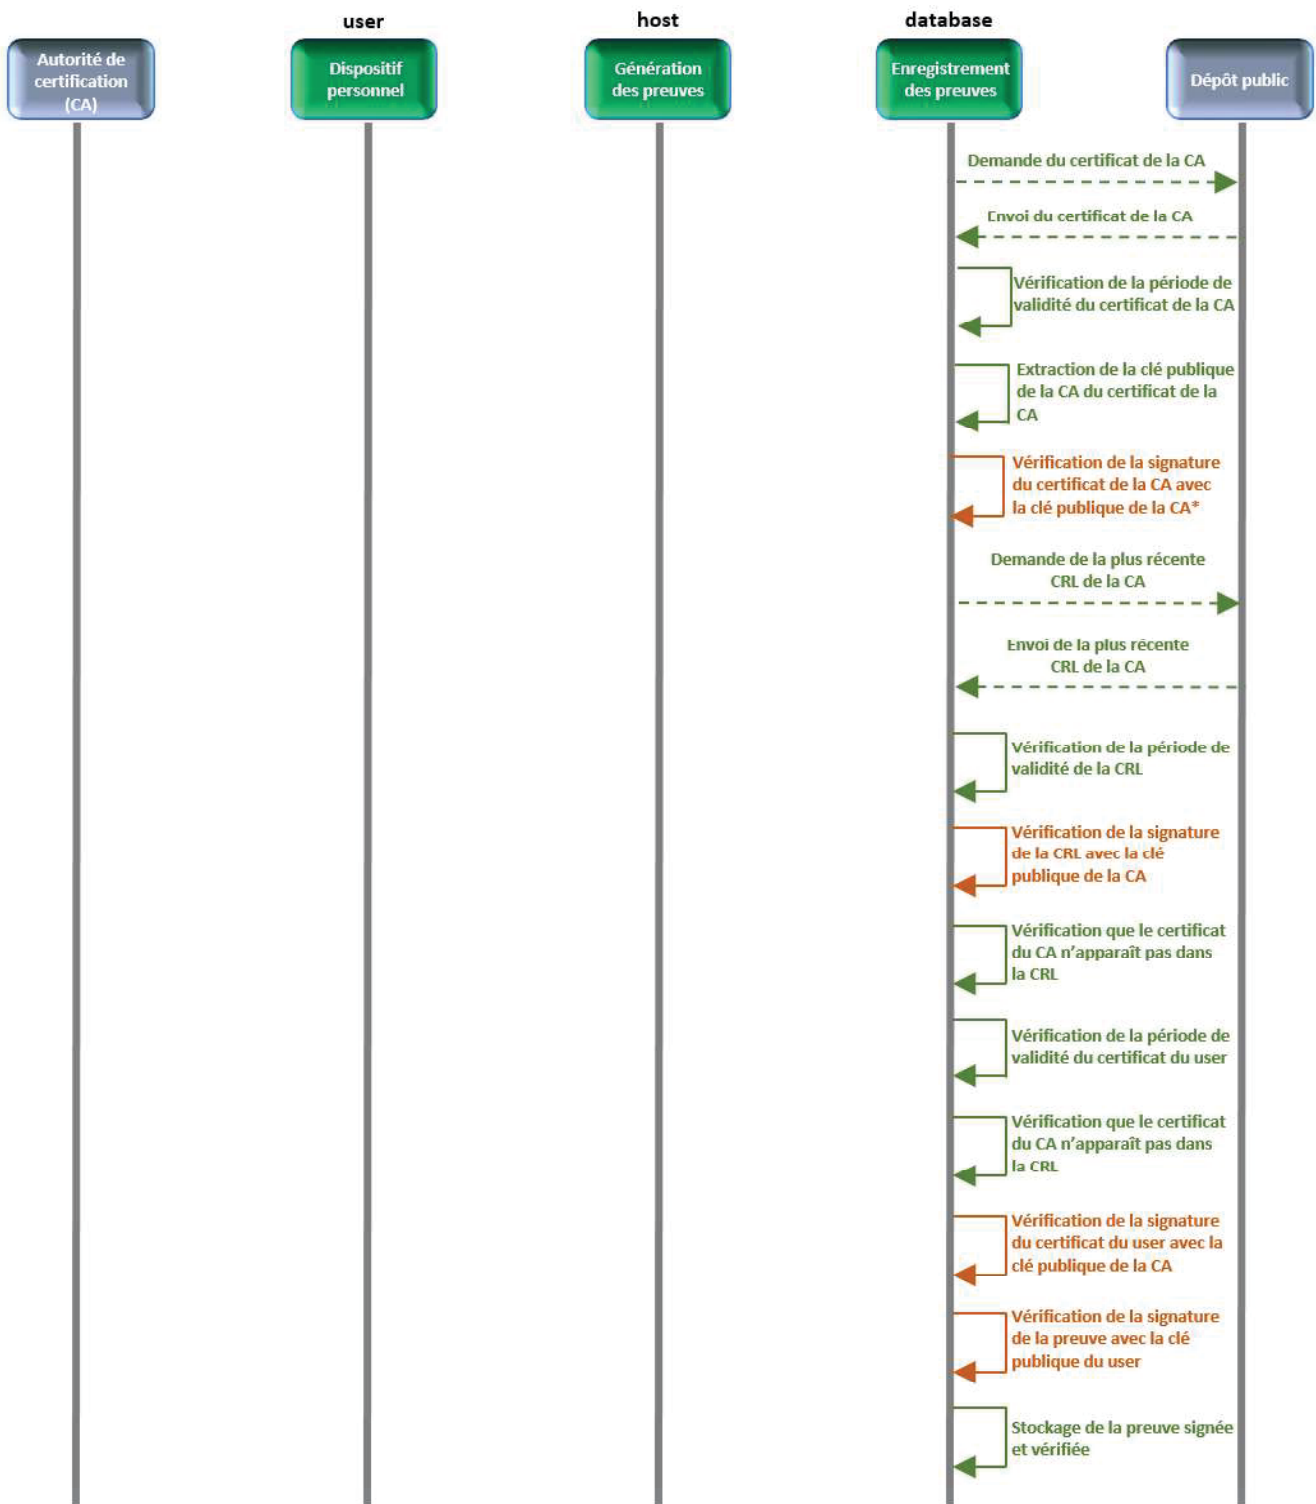 user
host
database
Autorité de
certification
(CA)
Dispositif
personnel
Génération
des preuves
Enregistrement
des preuves
Dépôt public
Demande du certificat de la CA
Envoi du certificat de la CA
Vérification de la période de
validité du certificat de la CA
Extraction de la clé publique
de la CA du certificat de la
CA
Vérification de la signature
du certificat de la CA avec
la clé publique de la CA*
Demande de la plus récente
CRL de la CA
Envoi de la plus récente
CRL de la CA
Vérification de la période de
validité de la CRL
Vérification de la signature
de la CRL avec la clé
publique de la CA
Vérification que le certificat
du CA n'apparaît pas dans
la CRL
Vérification de la période de
validité du certificat du user
Vérification que le certificat
du CA n'apparaît pas dans
la CRL
Vérification de la signature
du certificat du user avec la
clé publique de la CA
Vérification de la signature
de la preuve avec la clé
publique du user
Stockage de la preuve signée
et vérifiée